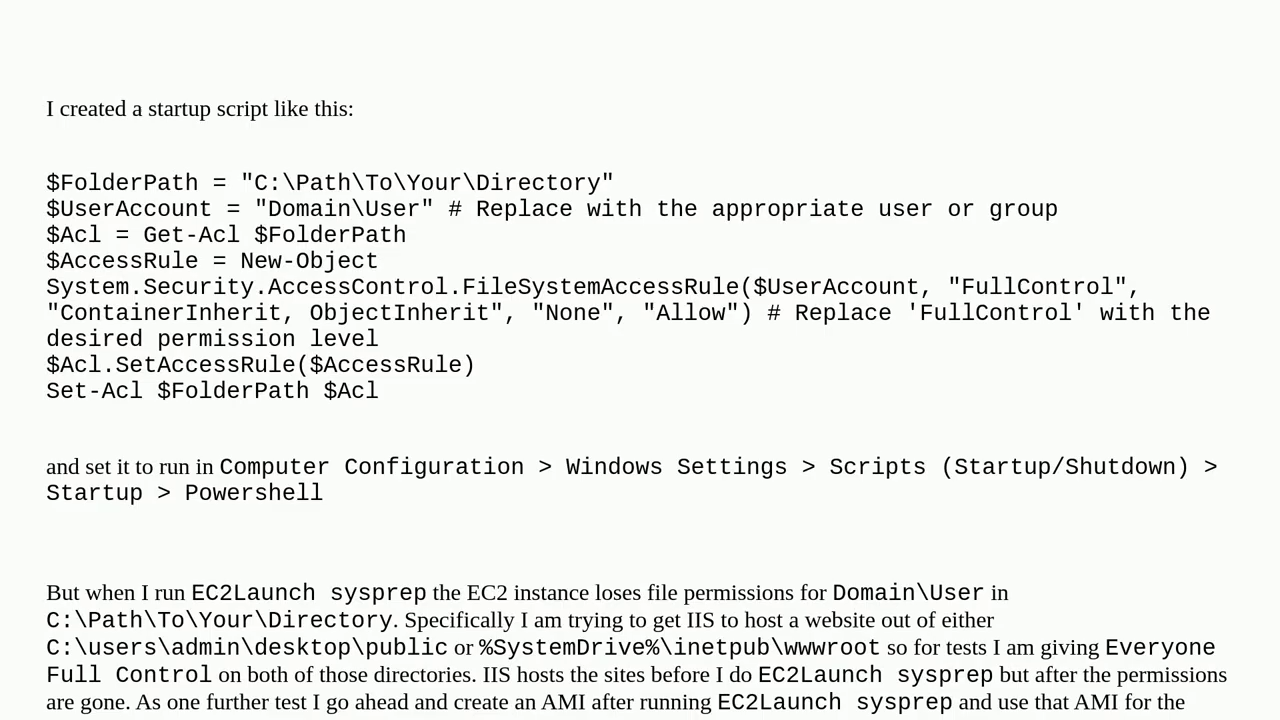 I created a startup script like this:
$FolderPath = "C:\Path\To\Your\Directory"
$UserAccount = "Domain\User" # Replace with the appropriate user or group
$Acl = Get-Acl $FolderPath
$AccessRule = New-Object
System.Security.AccessControl.FileSystemAccessRule($UserAccount, "FullControl",
"ContainerInherit, ObjectInherit", "None", "Allow") # Replace 'FullControl' with the
desired permission level
$Acl.SetAccessRule($AccessRule)
Set-Acl $FolderPath $Acl
and set it to run in Computer Configuration > Windows Settings > Scripts (Startup/Shutdown) >
Startup > Powershell
But when I run EC2Launch sysprep the EC2 instance loses file permissions for Domain\User in
C:\Path\To\Your\Directory. Specifically I am trying to get IIS to host a website out of either
C:\users\admin\desktop\public or %SystemDrive%\inetpub\wwwroot so for tests I am giving Everyone
Full Control on both of those directories. IIS hosts the sites before I do EC2Launch sysprep but after the permissions
are gone. As one further test I go ahead and create an AMI after running EC2Launch sysprep and use that AMI for the